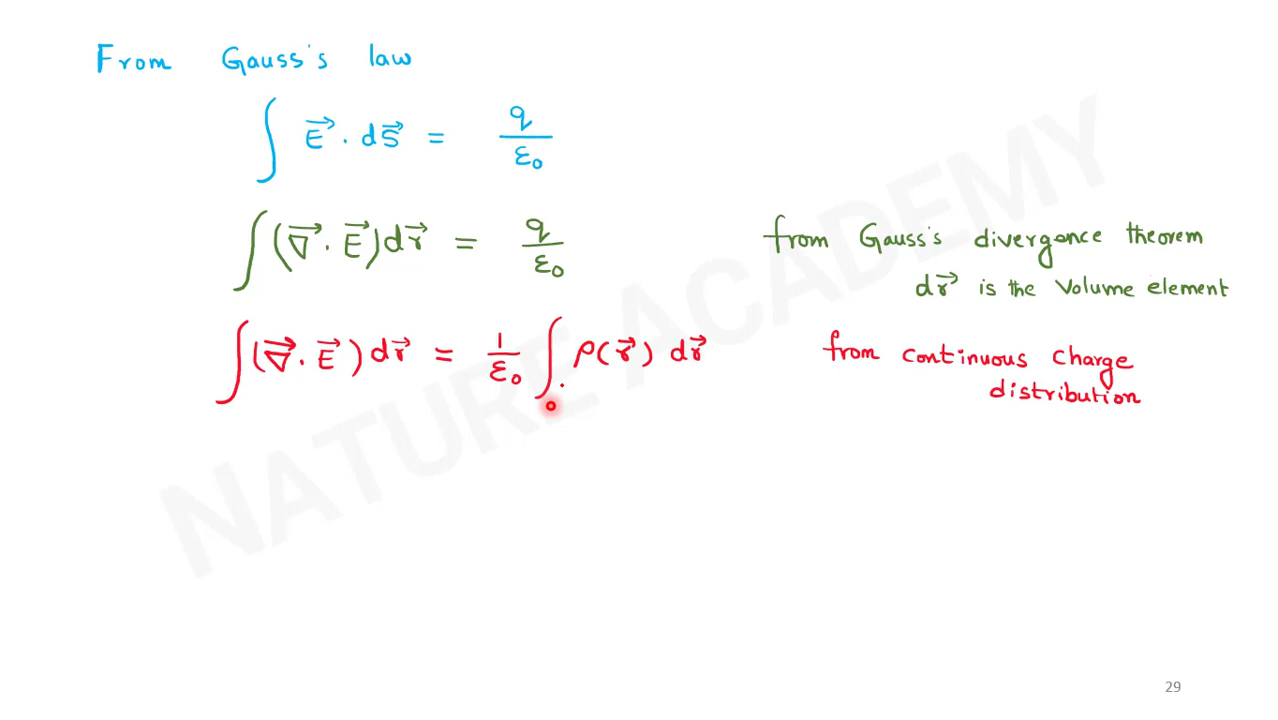 From Gauss's law
∫ E⃗ · dS⃗ = q/ε₀
∫ (∇⃗ · E⃗) dr⃗ = q/ε₀ from Gauss's divergence theorem
dr⃗ is the volume element
∫ (∇⃗ · E⃗) dr⃗ = 1/ε₀ ∫ ρ(r⃗) dr⃗ from continuous charge
distribution
NATURE ACADEMY
29